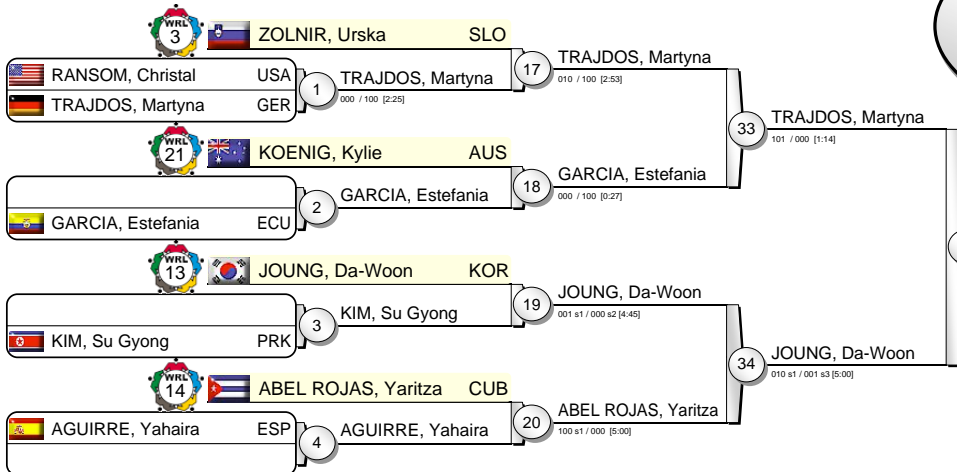 WRL
3
ZOLNIR, Urska SLO
RANSOM, Christal USA
TRAJDOS, Martyna GER
1
TRAJDOS, Martyna
000 / 100 [2:25]
17
TRAJDOS, Martyna
010 / 100 [2:53]
WRL
21
KOENIG, Kylie AUS
GARCIA, Estefania ECU
2
GARCIA, Estefania
18
GARCIA, Estefania
000 / 100 [0:27]
33
TRAJDOS, Martyna
101 / 000 [1:14]
WRL
13
JOUNG, Da-Woon KOR
KIM, Su Gyong PRK
3
KIM, Su Gyong
19
JOUNG, Da-Woon
001 s1 / 000 s2 [4:45]
WRL
14
ABEL ROJAS, Yaritza CUB
AGUIRRE, Yahaira ESP
4
AGUIRRE, Yahaira
20
ABEL ROJAS, Yaritza
100 s1 / 000 [5:00]
34
JOUNG, Da-Woon
010 s1 / 001 s3 [5:00]